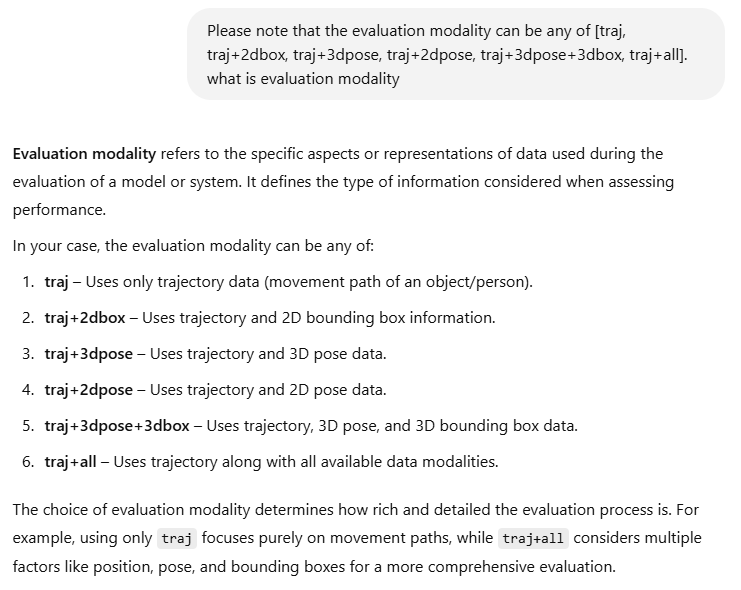 Please note that the evaluation modality can be any of [traj,
traj+2dbox, traj+3dpose, traj+2dpose, traj+3dpose+3dbox, traj+all].
what is evaluation modality
Evaluation modality refers to the specific aspects or representations of data used during the
evaluation of a model or system. It defines the type of information considered when assessing
performance.
In your case, the evaluation modality can be any of:
1. traj – Uses only trajectory data (movement path of an object/person).
2. traj+2dbox – Uses trajectory and 2D bounding box information.
3. traj+3dpose – Uses trajectory and 3D pose data.
4. traj+2dpose – Uses trajectory and 2D pose data.
5. traj+3dpose+3dbox – Uses trajectory, 3D pose, and 3D bounding box data.
6. traj+all – Uses trajectory along with all available data modalities.
The choice of evaluation modality determines how rich and detailed the evaluation process is. For
example, using only traj focuses purely on movement paths, while traj+all considers multiple
factors like position, pose, and bounding boxes for a more comprehensive evaluation.